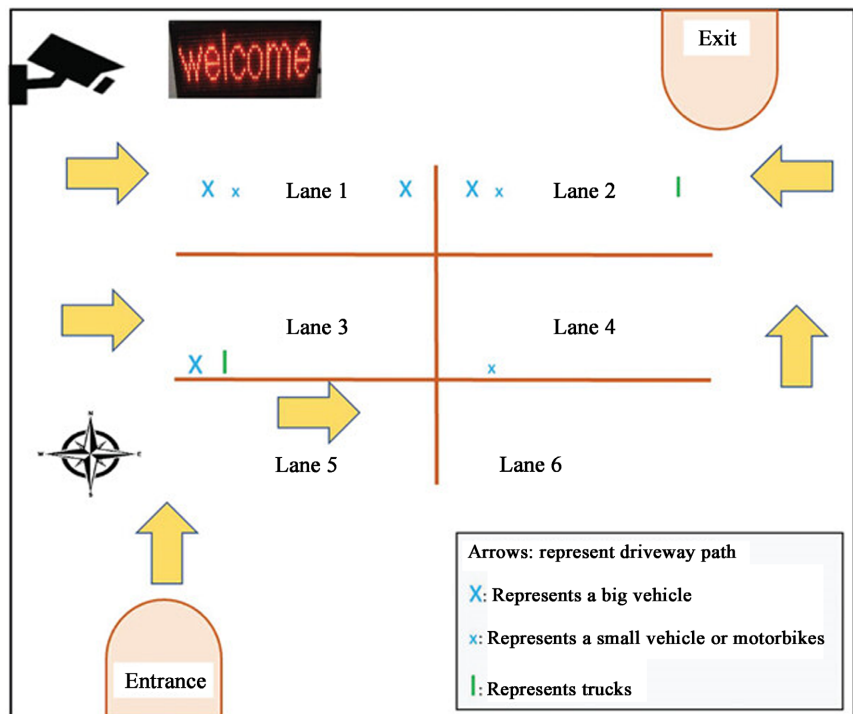 welcome
Exit
X x Lane 1 X X x Lane 2 I
Lane 3 Lane 4
X I x
N
W E
S
Lane 5 Lane 6
Arrows: represent driveway path
X: Represents a big vehicle
x: Represents a small vehicle or motorbikes
I: Represents trucks
Entrance